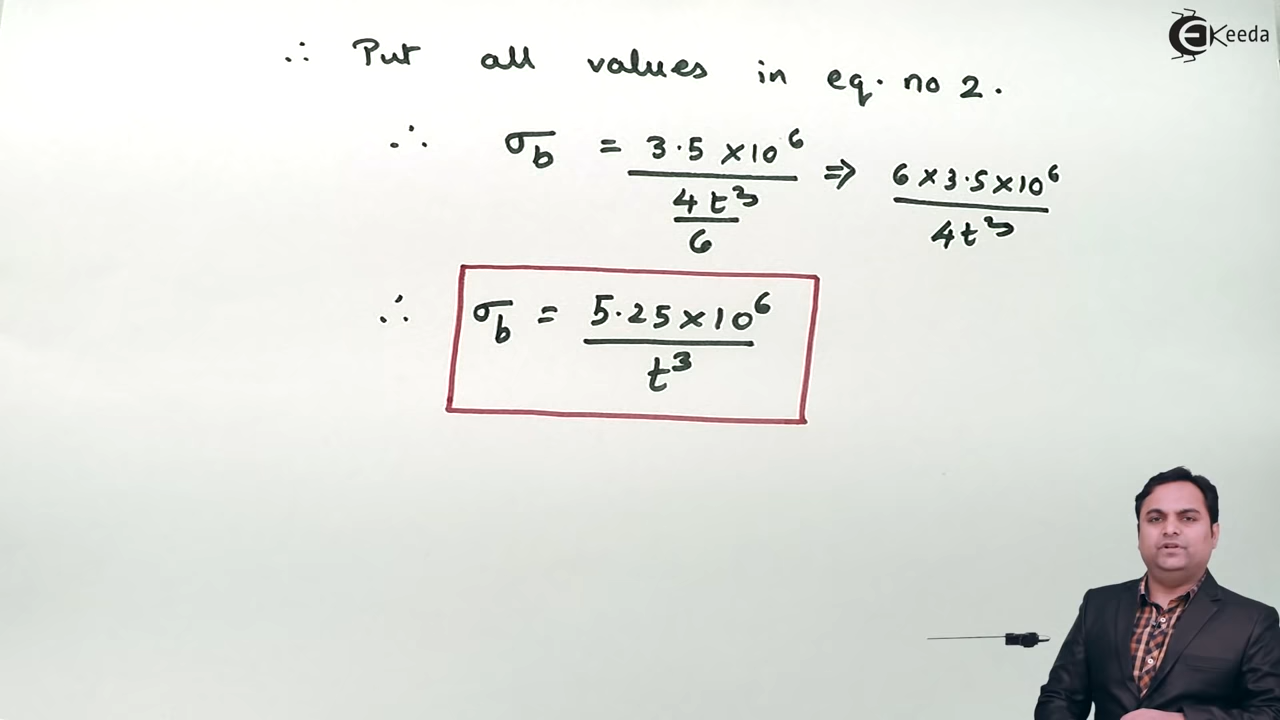 EKeeda
∴ Put all values in eq. no 2.
∴ σb = 3.5 ×10^6 / (4t^3 / 6) ⇒ 6×3.5×10^6 / 4t^3
∴ σb = 5.25×10^6 / t^3